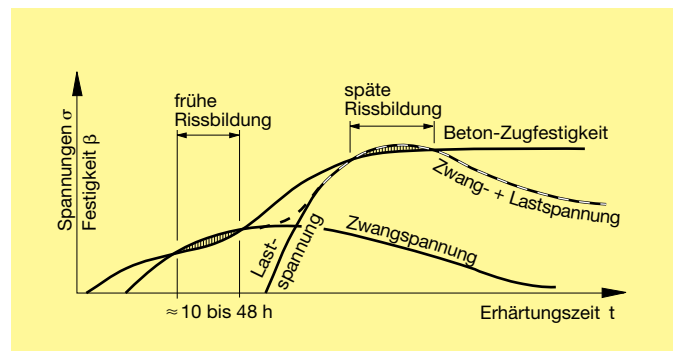 Spannungen σ
Festigkeit β
frühe
Rissbildung
späte
Rissbildung
Beton-Zugfestigkeit
Zwang- + Lastspannung
Zwangspannung
Last-
spannung
≈ 10 bis 48 h
Erhärtungszeit t